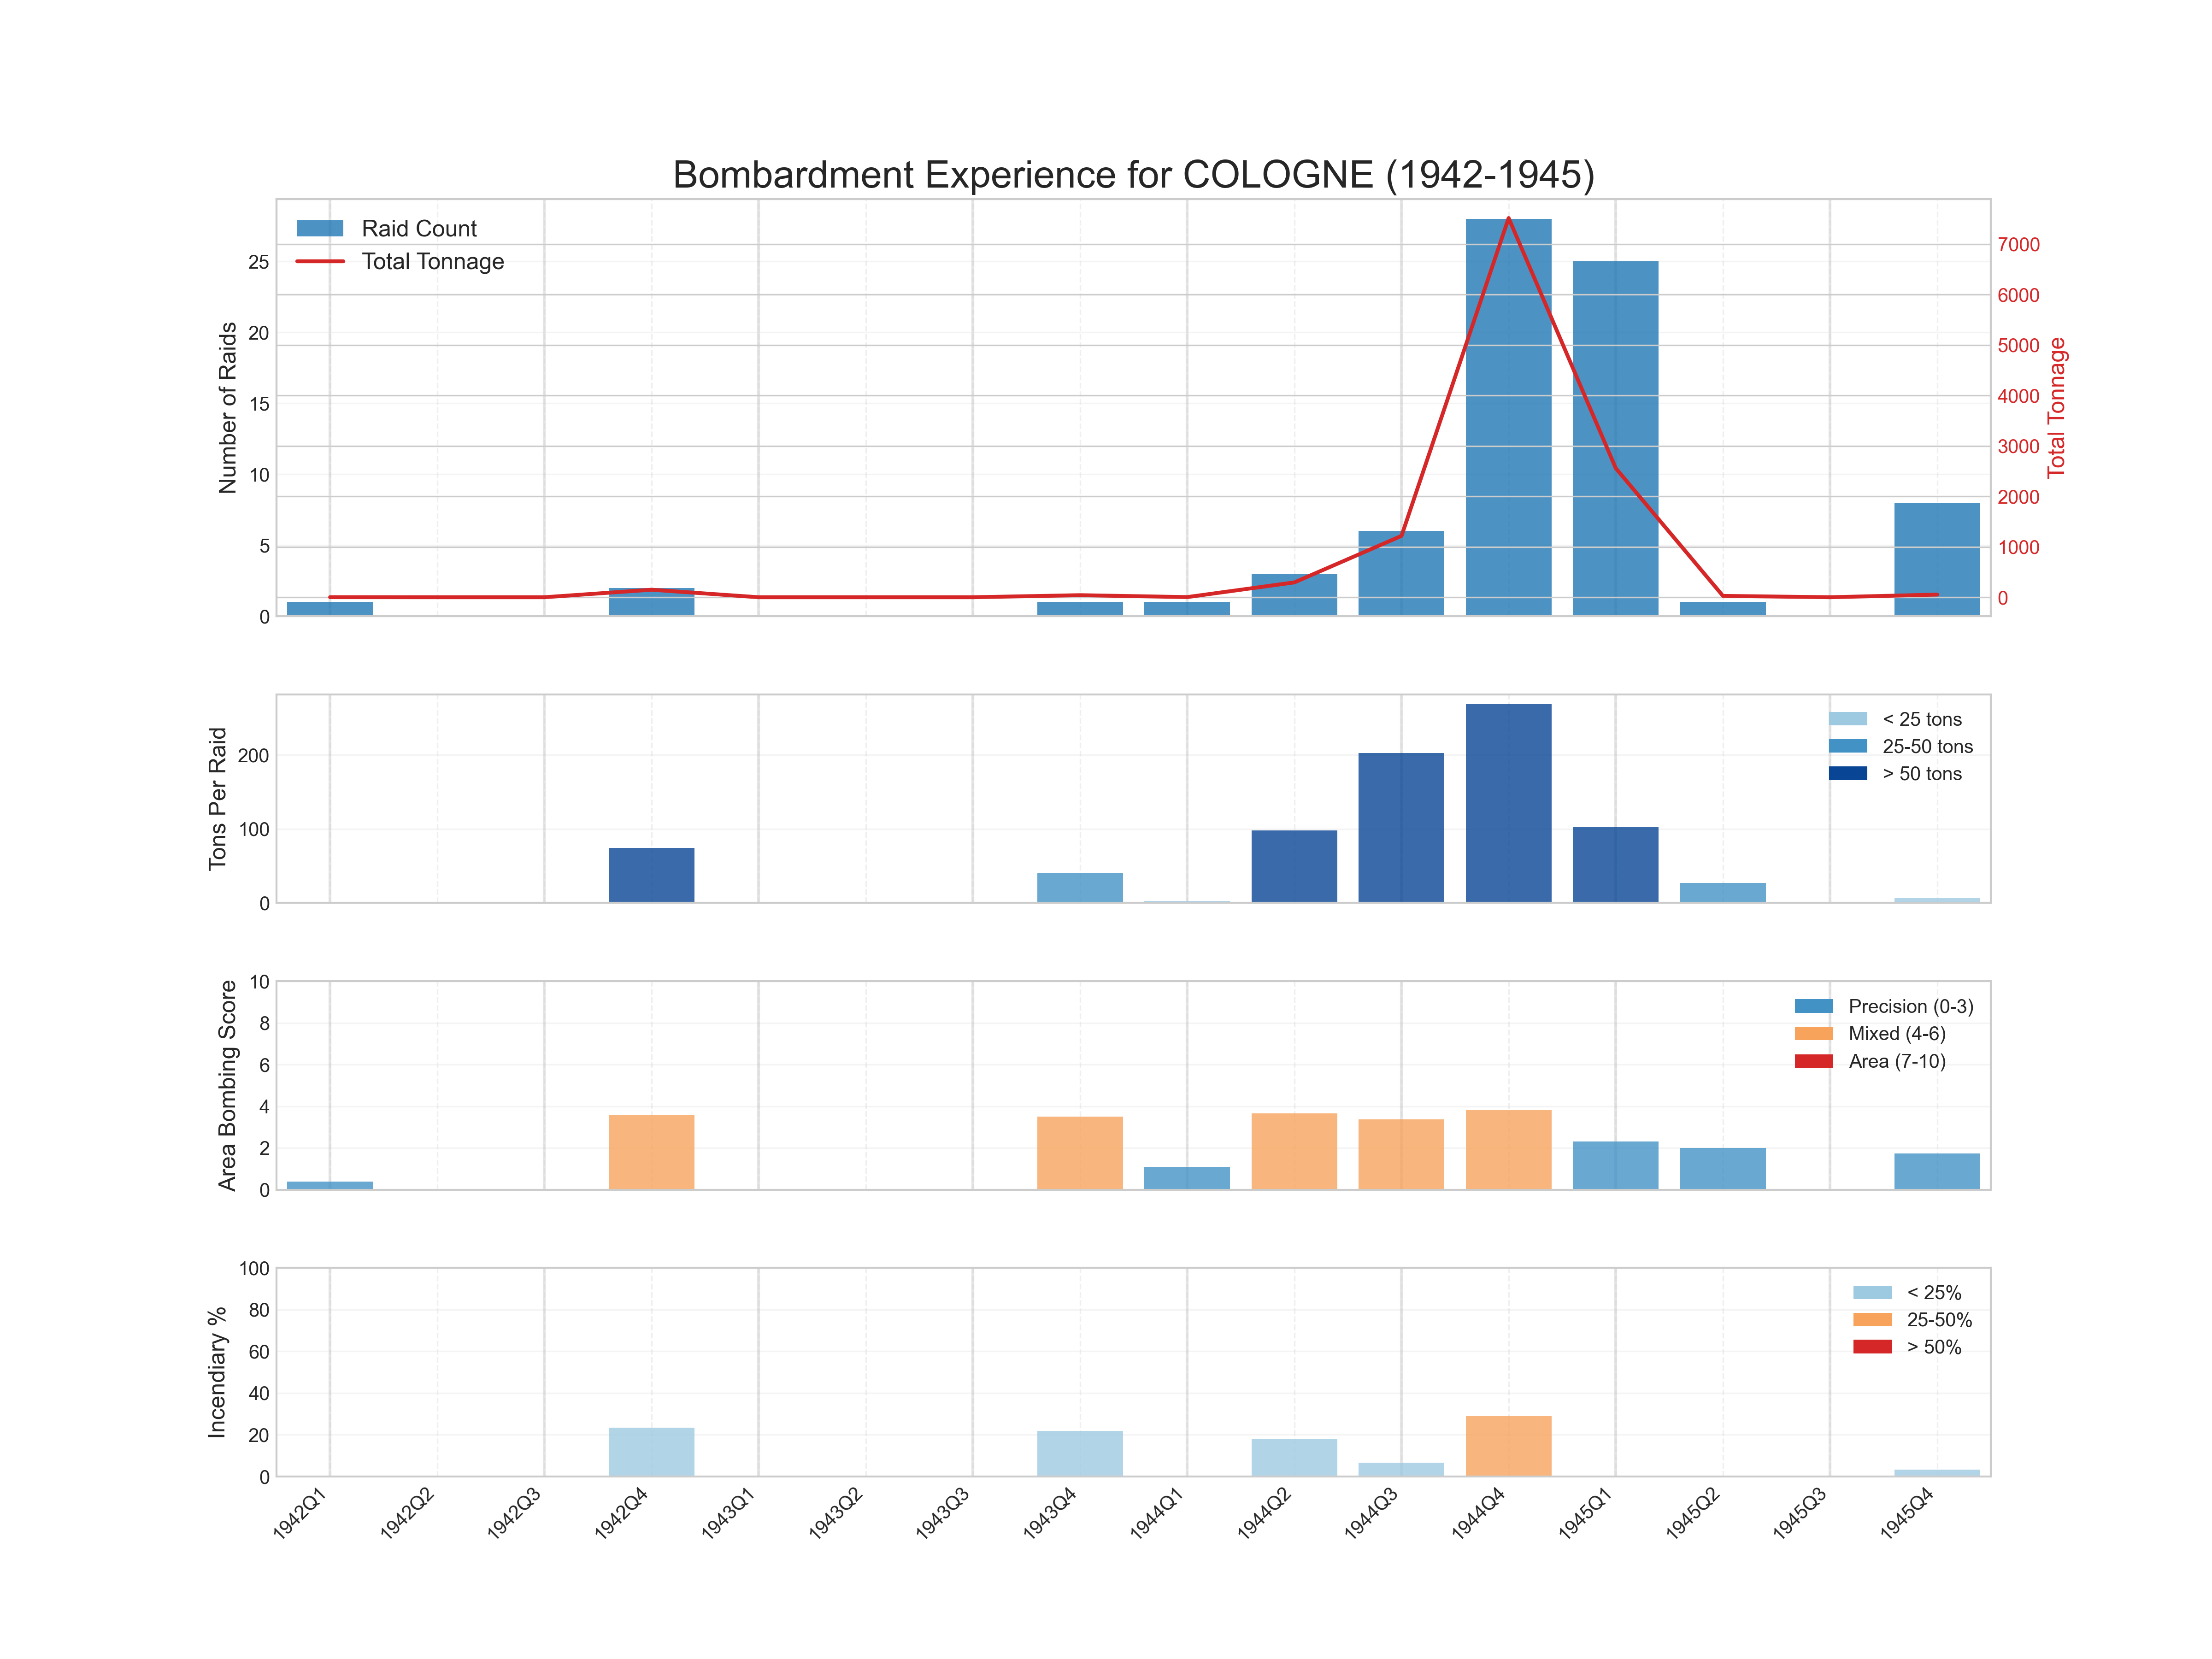 Bombardment Experience for COLOGNE (1942-1945)
Raid Count
Total Tonnage
Number of Raids
25
20
15
10
5
0
7000
6000
5000
4000
3000
2000
1000
0
Total Tonnage
Tons Per Raid
200
100
0
< 25 tons
25-50 tons
> 50 tons
Area Bombing Score
10
8
6
4
2
0
Precision (0-3)
Mixed (4-6)
Area (7-10)
Incendiary %
100
80
60
40
20
0
< 25%
25-50%
> 50%
1942Q1
1942Q2
1942Q3
1942Q4
1943Q1
1943Q2
1943Q3
1943Q4
1944Q1
1944Q2
1944Q3
1944Q4
1945Q1
1945Q2
1945Q3
1945Q4